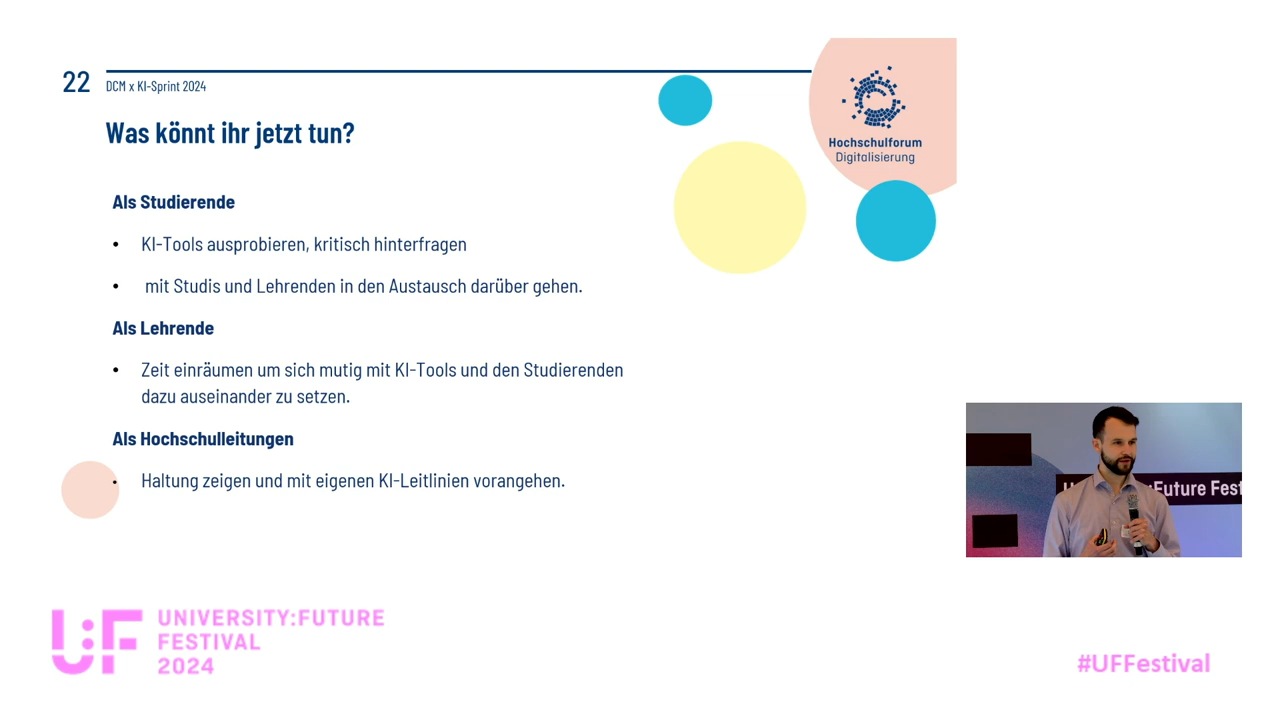 22
DCM x KI-Sprint 2024
Hochschulforum
Digitalisierung
Was könnt ihr jetzt tun?
Als Studierende
• KI-Tools ausprobieren, kritisch hinterfragen
• mit Studis und Lehrenden in den Austausch darüber gehen.
Als Lehrende
• Zeit einräumen um sich mutig mit KI-Tools und den Studierenden
dazu auseinander zu setzen.
Als Hochschulleitungen
• Haltung zeigen und mit eigenen KI-Leitlinien vorangehen.
:Future Fest
U:F
UNIVERSITY:FUTURE
FESTIVAL
2024
#UFFestival